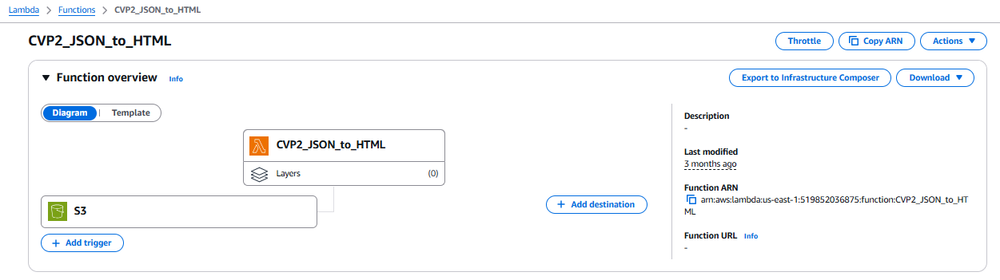 Lambda > Functions > CVP2_JSON_to_HTML
CVP2_JSON_to_HTML
Throttle
Copy ARN
Actions
Function overview Info
Export to Infrastructure Composer
Download
Diagram | Template
CVP2_JSON_to_HTML
Layers (0)
S3
+ Add trigger
+ Add destination
Description
-
Last modified
3 months ago
Function ARN
arn:aws:lambda:us-east-1:519852036875:function:CVP2_JSON_to_HT
ML
Function URL Info
-